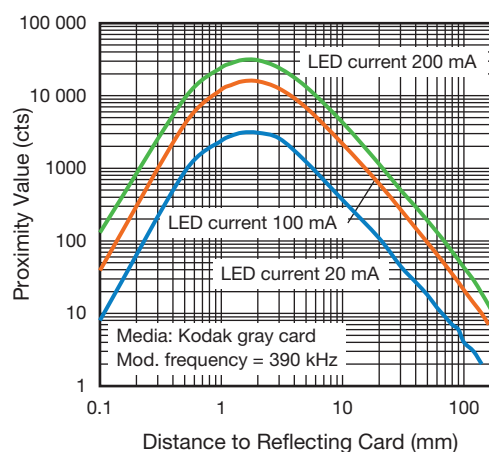 100 000
10 000
1000
100
10
1
Proximity Value (cts)
LED current 200 mA
LED current 100 mA
LED current 20 mA
Media: Kodak gray card
Mod. frequency = 390 kHz
0.1
1
10
100
Distance to Reflecting Card (mm)